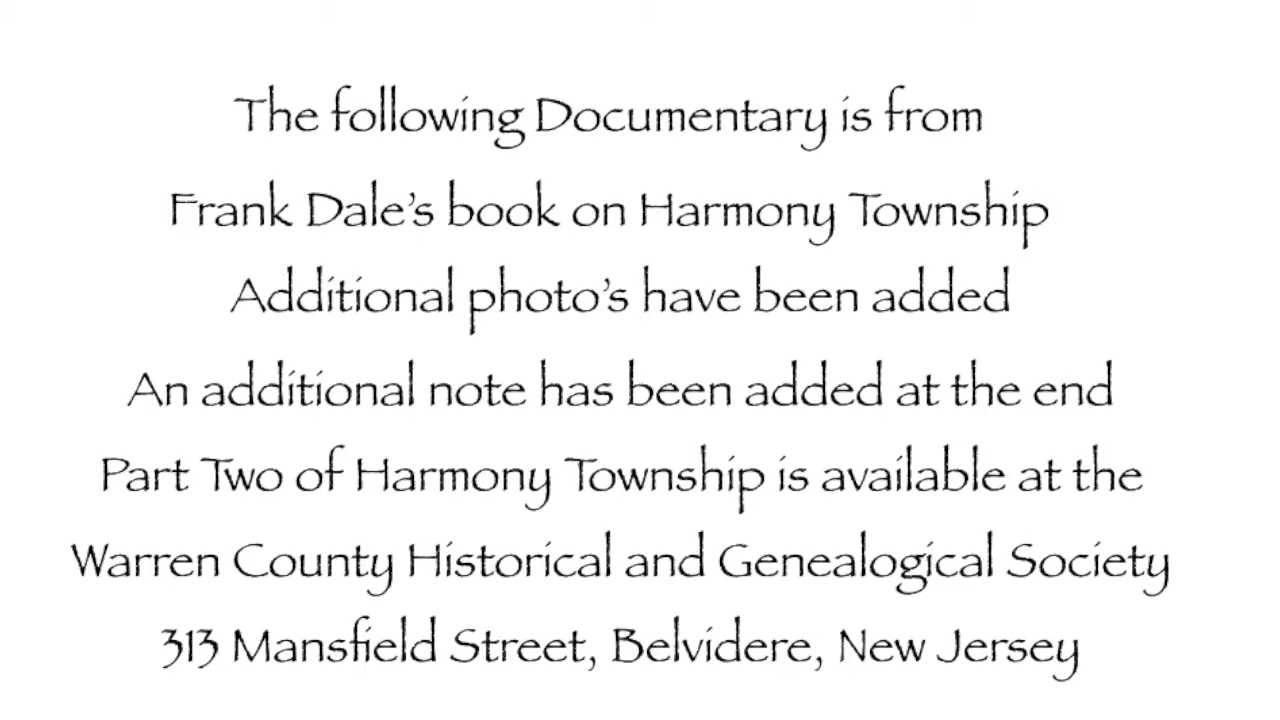 The following Documentary is from
Frank Dale's book on Harmony Township
Additional photo's have been added
An additional note has been added at the end
Part Two of Harmony Township is available at the
Warren County Historical and Genealogical Society
313 Mansfield Street, Belvidere, New Jersey